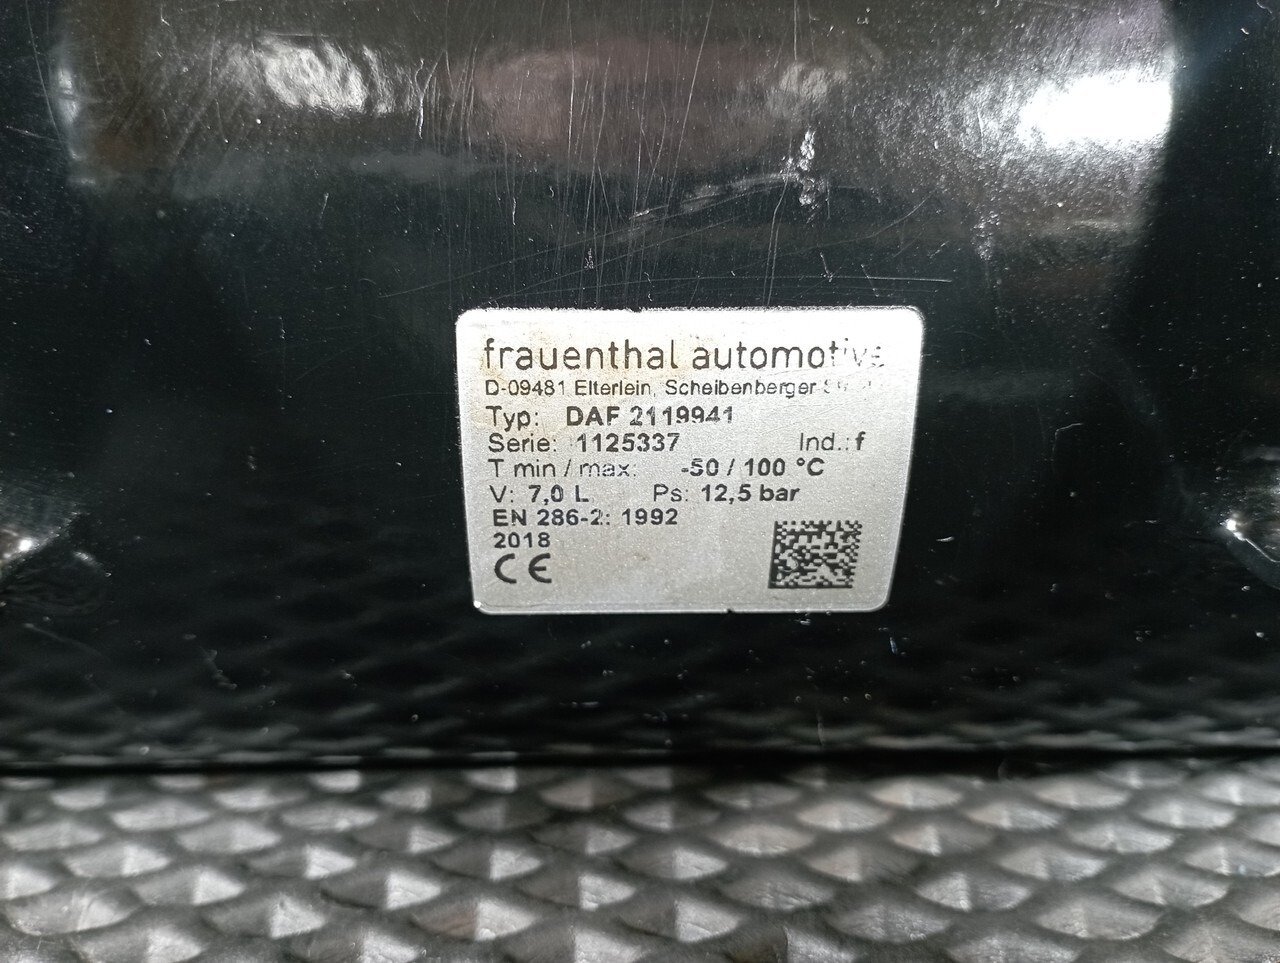 frauenthal automotive
D-09481 Elterlein, Scheibenberger
Typ: DAF 2119941
Serie: 1125337 Ind.: f
T min / max: -50 / 100 °C
V: 7,0 L Ps: 12,5 bar
EN 286-2: 1992
2018
CE